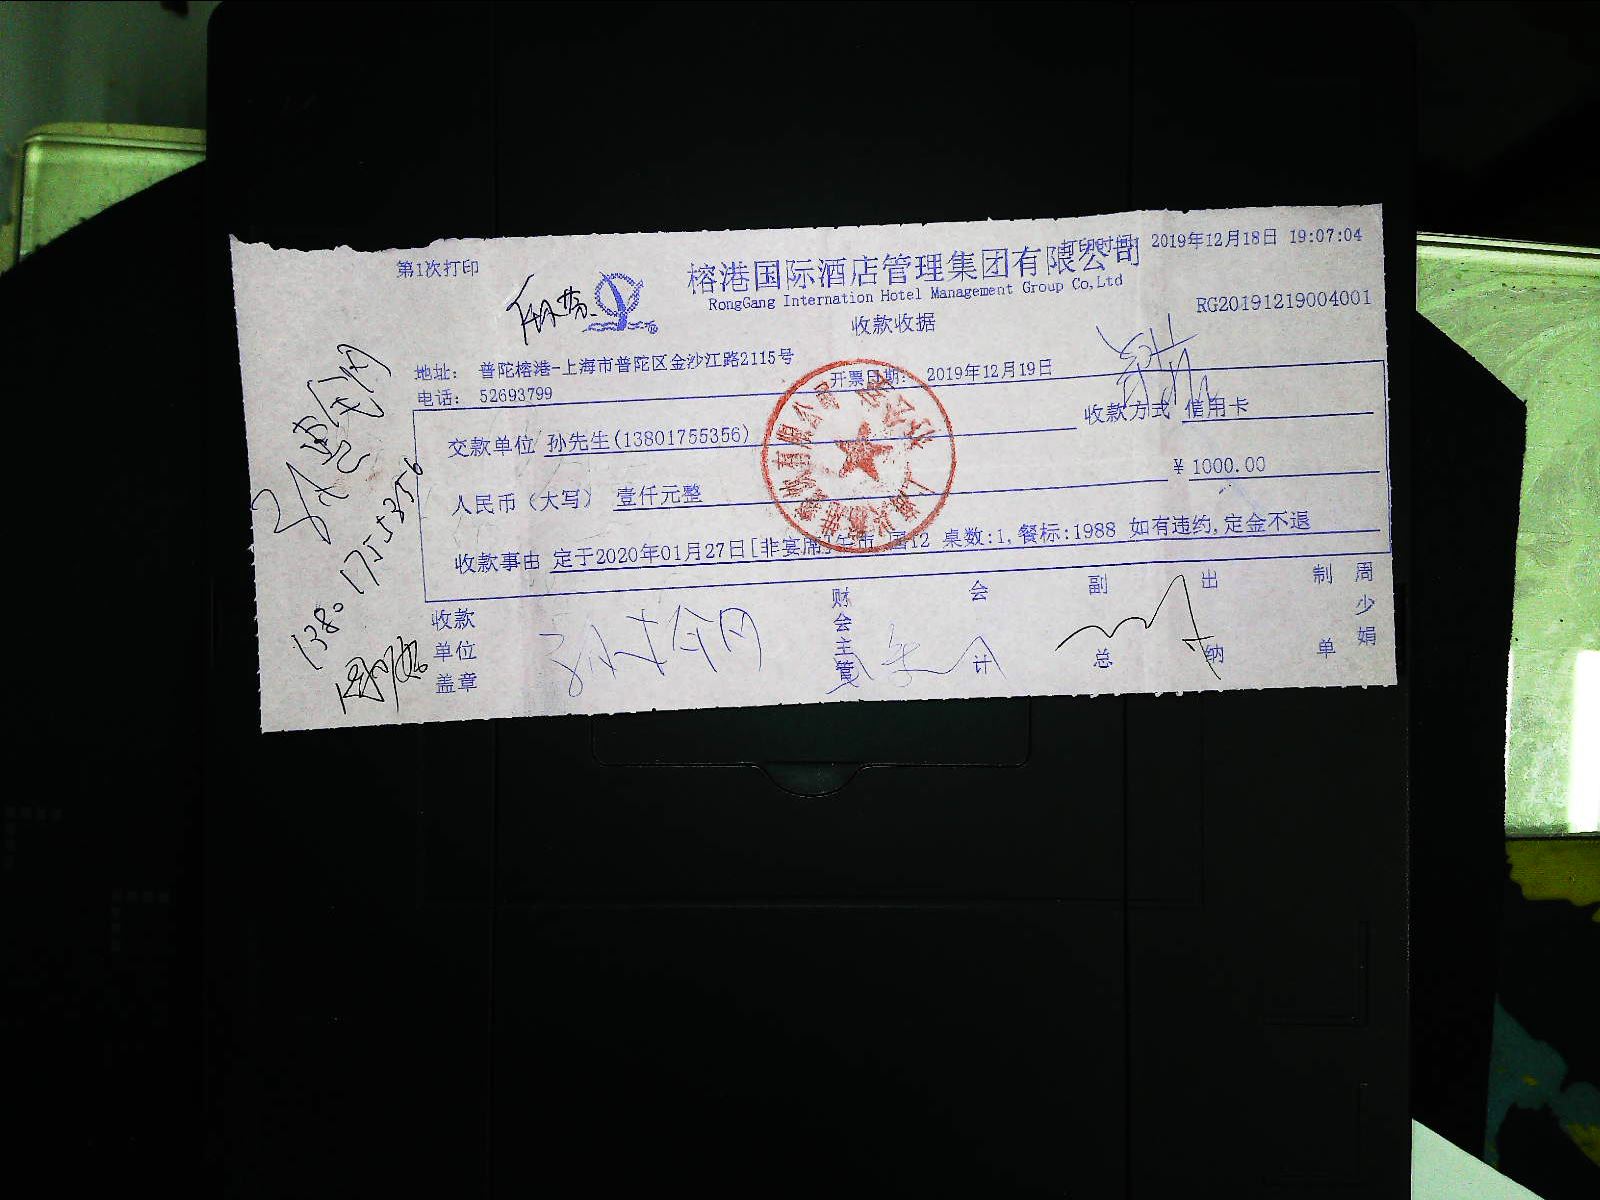 第1次打印
打印时间: 2019年12月18日 19:07:04
榕港国际酒店管理集团有限公司
RongGang Internation Hotel Management Group Co,Ltd
RG20191219004001
收款收据
地址: 普陀榕港-上海市普陀区金沙江路2115号
开票日期: 2019年12月19日
电话: 52693799
交款单位 孙先生(13801755356)
收款方式 信用卡
人民币（大写） 壹仟元整
¥ 1000.00
收款事由 定于2020年01月27日[非宴席]午市 国12 桌数:1,餐标:1988 如有违约,定金不退
收款单位盖章
财会主管
会计
副总
出纳
制单
周少娟
13801755356